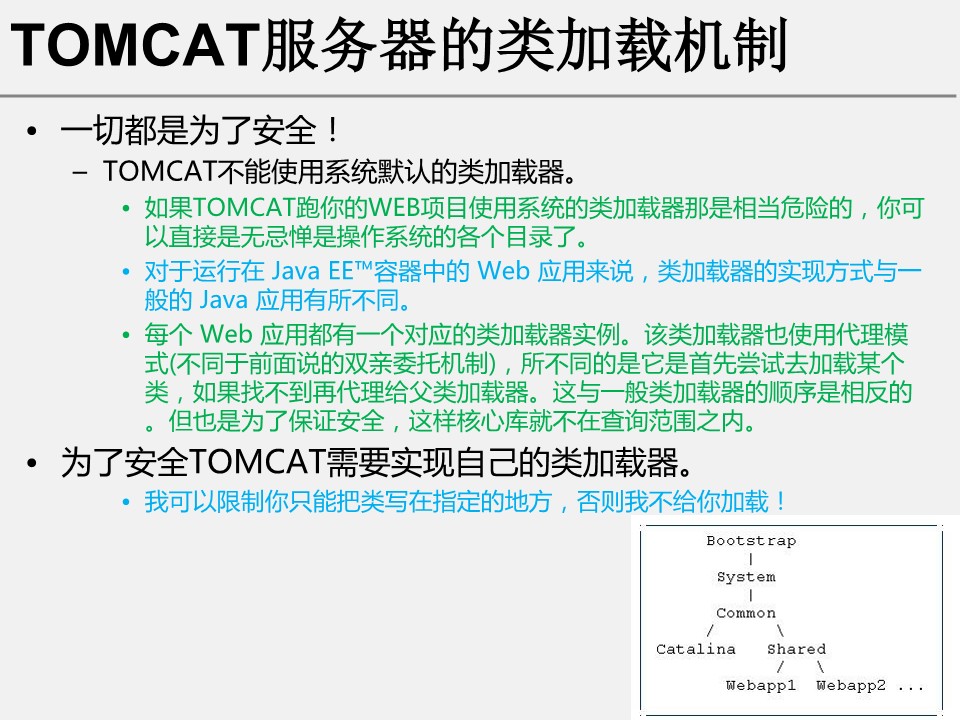 TOMCAT服务器的类加载机制
• 一切都是为了安全！
– TOMCAT不能使用系统默认的类加载器。
• 如果TOMCAT跑你的WEB项目使用系统的类加载器那是相当危险的，你可
以直接是无忌惮是操作系统的各个目录了。
• 对于运行在 Java EE™容器中的 Web 应用来说，类加载器的实现方式与一
般的 Java 应用有所不同。
• 每个 Web 应用都有一个对应的类加载器实例。该类加载器也使用代理模
式(不同于前面说的双亲委托机制)，所不同的是它是首先尝试去加载某个
类，如果找不到再代理给父类加载器。这与一般类加载器的顺序是相反的
。但也是为了保证安全，这样核心库就不在查询范围之内。
• 为了安全TOMCAT需要实现自己的类加载器。
• 我可以限制你只能把类写在指定的地方，否则我不给你加载！
Bootstrap
|
System
|
Common
/ \
Catalina Shared
/ \
Webapp1 Webapp2 ...